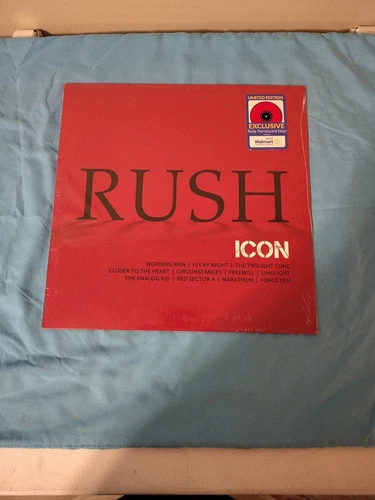 LIMITED EDITION
EXCLUSIVE
Ruby Translucent Vinyl
Walmart
RUSH
ICON
WORKING MAN | FLY BY NIGHT | THE TWILIGHT ZONE
CLOSER TO THE HEART | CIRCUMSTANCES | FREEWILL | LIMELIGHT
THE ANALOG KID | RED SECTOR A | MARATHON | FORCE TEN